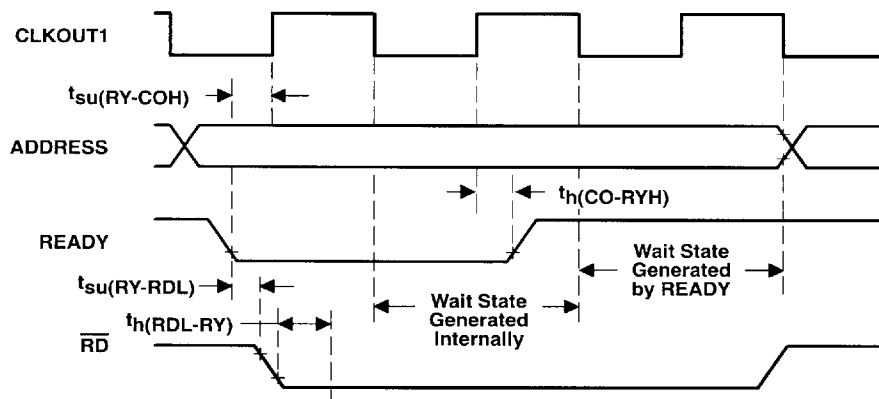 CLKOUT1
tsu(RY-COH)
ADDRESS
th(CO-RYH)
READY
Wait State
Generated
by READY
tsu(RY-RDL)
Wait State
Generated
Internally
th(RDL-RY)
RD